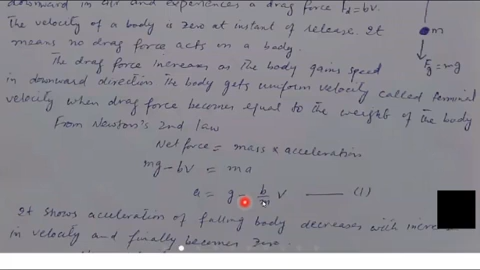 downward in air and experiences a drag force Fd = bV.
The velocity of a body is Zero at instant of release. It
means no drag force acts on a body.
m
Fg = mg
The drag force increases as the body gains speed
in downward direction. The body gets uniform velocity called Terminal
velocity when drag force becomes equal to the weight of the body
From Newton's 2nd law
Net force = mass × acceleration
mg - bV = ma
a = g - b/m V —— (1)
It shows acceleration of falling body decreases with increase
in velocity and finally becomes Zero.